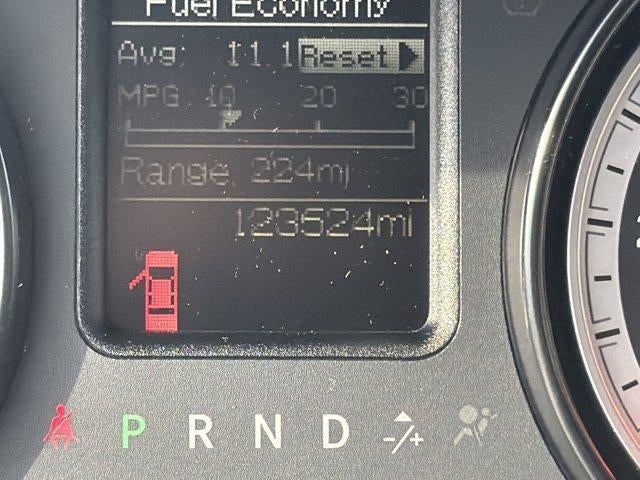 Fuel Economy
Avg: 11.1 Reset
MPG 10 20 30
Range: 224mi
123524mi
P R N D -/+